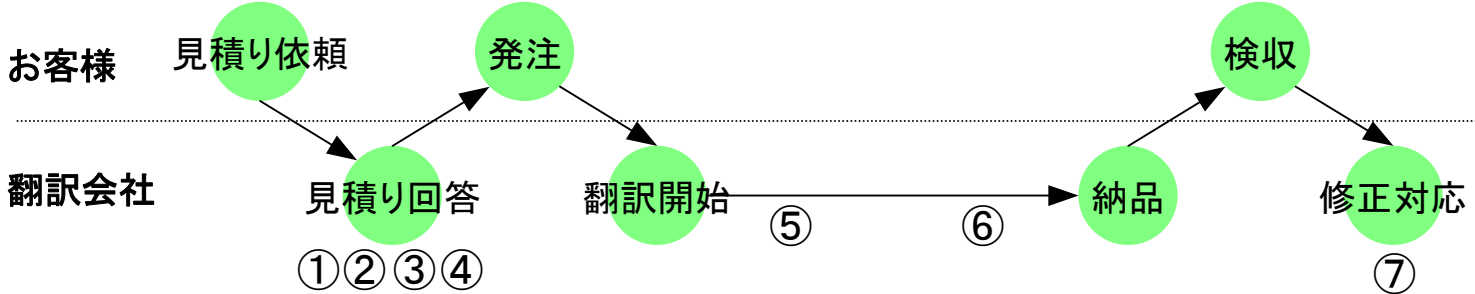 お客様
見積り依頼
発注
検収
翻訳会社
見積り回答
翻訳開始
納品
修正対応
①②③④
⑤
⑥
⑦